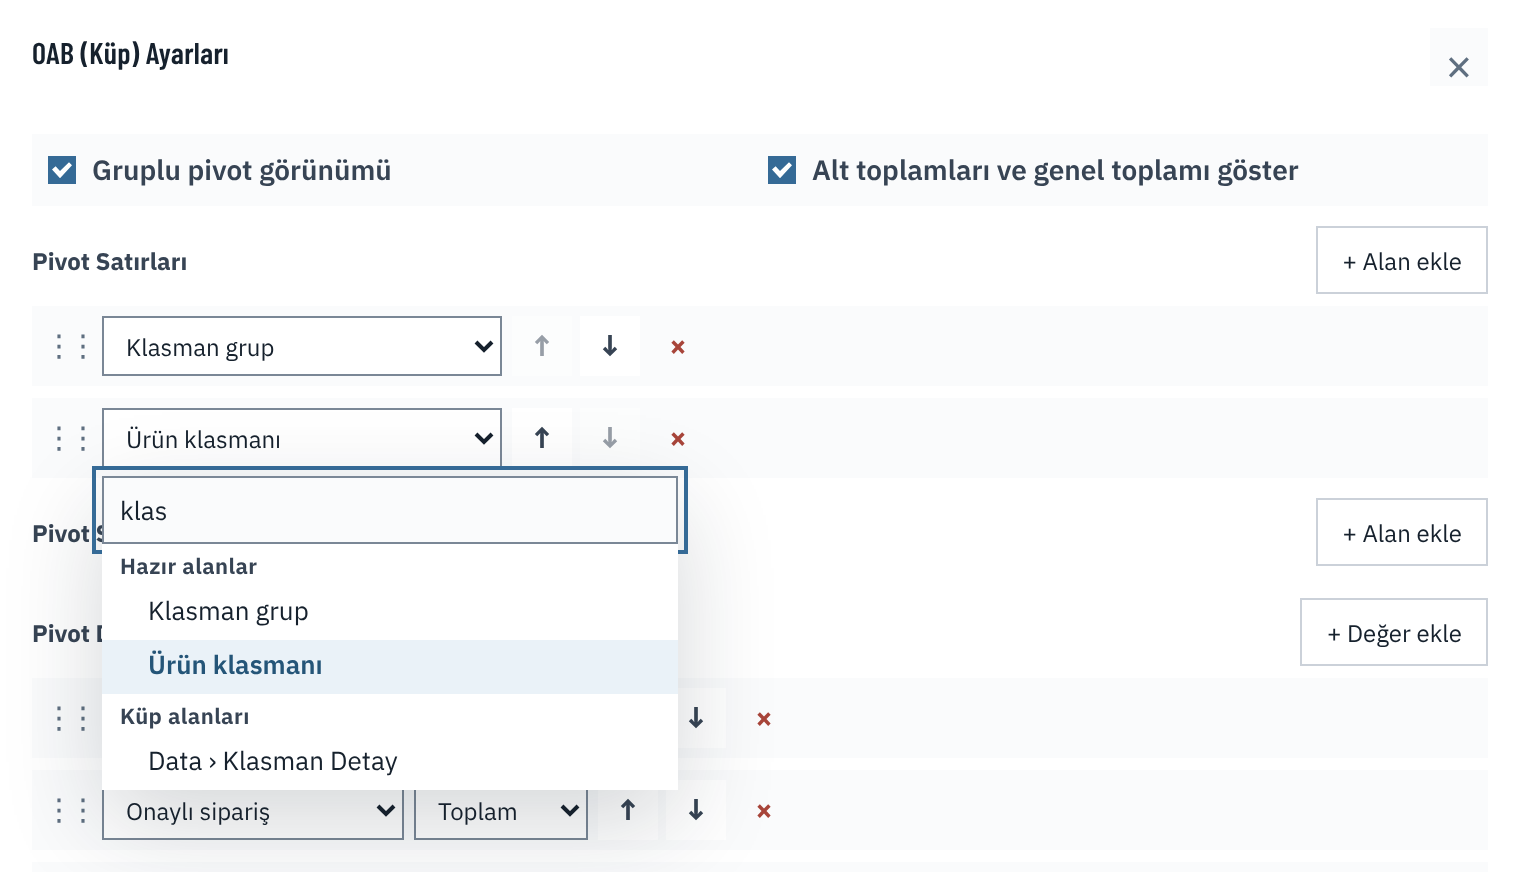 OAB (Küp) Ayarları
Gruplu pivot görünümü
Alt toplamları ve genel toplamı göster
Pivot Satırları
+ Alan ekle
Klasman grup
Ürün klasmanı
klas
Pivot
+ Alan ekle
Hazır alanlar
Klasman grup
Pivot
+ Değer ekle
Ürün klasmanı
Küp alanları
Data › Klasman Detay
Onaylı sipariş
Toplam